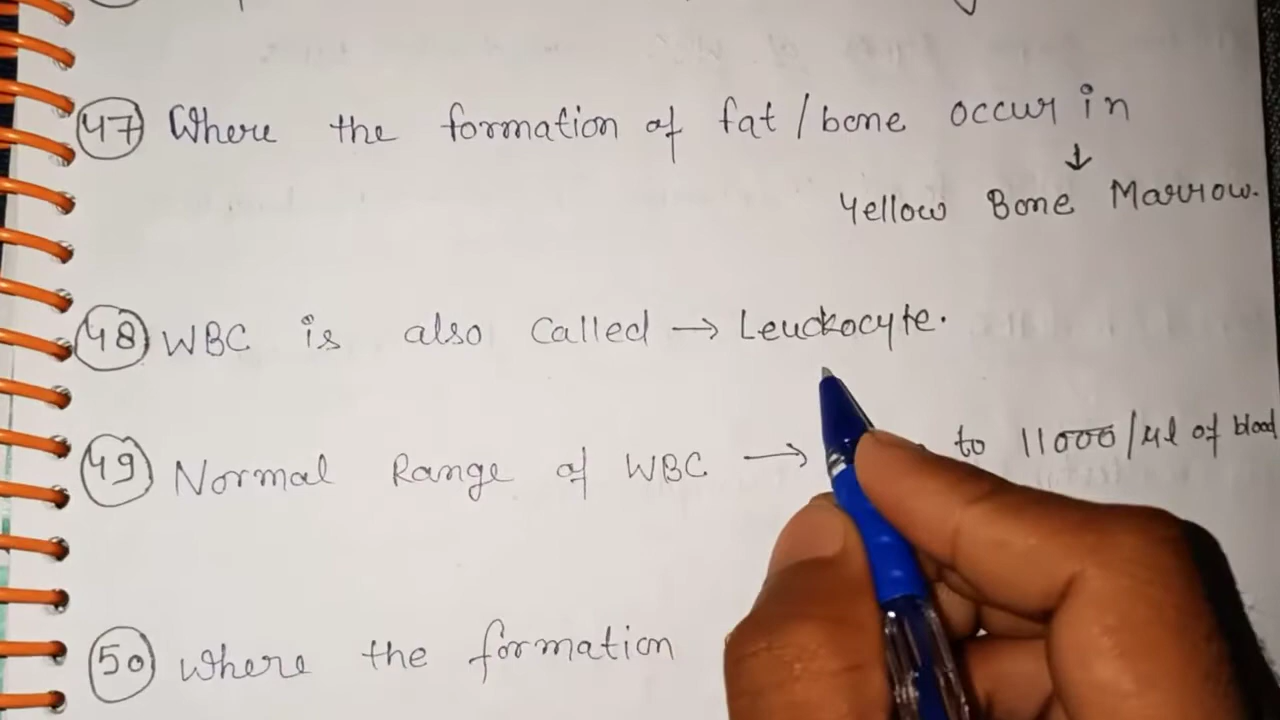 47 Where the formation of fat / bone occur in
↓
Yellow Bone Marrow.
48 WBC is also Called → Leuckocyte.
49 Normal Range of WBC → to 11000/µl of blood
50 Where the formation